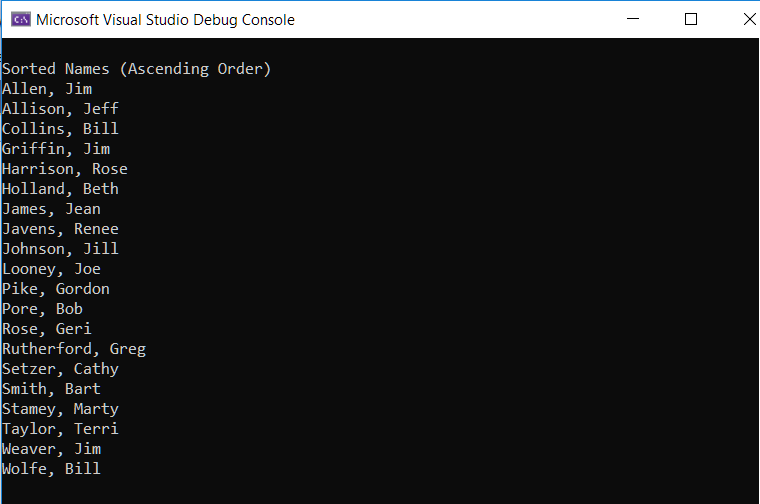 C:\ Microsoft Visual Studio Debug Console
Sorted Names (Ascending Order)
Allen, Jim
Allison, Jeff
Collins, Bill
Griffin, Jim
Harrison, Rose
Holland, Beth
James, Jean
Javens, Renee
Johnson, Jill
Looney, Joe
Pike, Gordon
Pore, Bob
Rose, Geri
Rutherford, Greg
Setzer, Cathy
Smith, Bart
Stamey, Marty
Taylor, Terri
Weaver, Jim
Wolfe, Bill